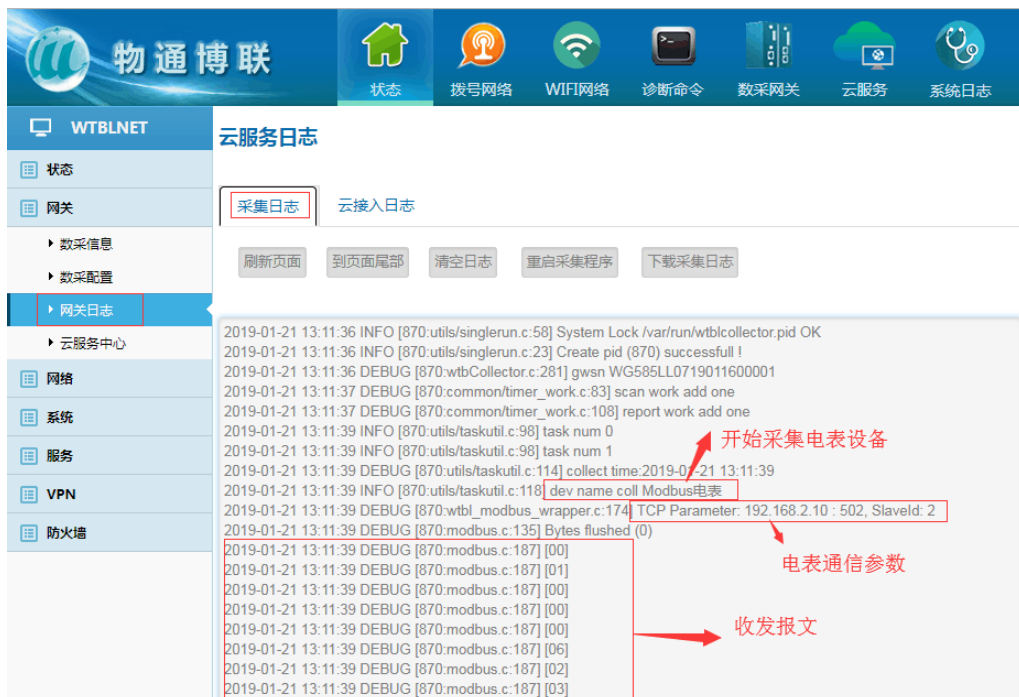 物通博联
状态 拨号网络 WIFI网络 诊断命令 数采网关 云服务 系统日志
WTBLNET
状态
网关
数采信息
数采配置
网关日志
云服务中心
网络
系统
服务
VPN
防火墙
云服务日志
采集日志 云接入日志
刷新页面 到页面尾部 清空日志 重启采集程序 下载采集日志
2019-01-21 13:11:36 INFO [870:utils/singlerun.c:58] System Lock /var/run/wtblcollector.pid OK
2019-01-21 13:11:36 INFO [870:utils/singlerun.c:23] Create pid (870) successfull !
2019-01-21 13:11:36 DEBUG [870:wtbCollector.c:281] gwsn WG585LL0719011600001
2019-01-21 13:11:37 DEBUG [870:common/timer_work.c:83] scan work add one
2019-01-21 13:11:37 DEBUG [870:common/timer_work.c:108] report work add one
2019-01-21 13:11:39 INFO [870:utils/taskutil.c:98] task num 0
2019-01-21 13:11:39 INFO [870:utils/taskutil.c:98] task num 1
开始采集电表设备
2019-01-21 13:11:39 DEBUG [870:utils/taskutil.c:114] collect time:2019-01-21 13:11:39
2019-01-21 13:11:39 INFO [870:utils/taskutil.c:118] dev name coll Modbus电表
2019-01-21 13:11:39 DEBUG [870:wtbl_modbus_wrapper.c:174] TCP Parameter: 192.168.2.10 : 502, SlaveId: 2
2019-01-21 13:11:39 DEBUG [870:modbus.c:135] Bytes flushed (0)
电表通信参数
2019-01-21 13:11:39 DEBUG [870:modbus.c:187] [00]
2019-01-21 13:11:39 DEBUG [870:modbus.c:187] [01]
2019-01-21 13:11:39 DEBUG [870:modbus.c:187] [00]
2019-01-21 13:11:39 DEBUG [870:modbus.c:187] [00]
2019-01-21 13:11:39 DEBUG [870:modbus.c:187] [00]
收发报文
2019-01-21 13:11:39 DEBUG [870:modbus.c:187] [06]
2019-01-21 13:11:39 DEBUG [870:modbus.c:187] [02]
2019-01-21 13:11:39 DEBUG [870:modbus.c:187] [03]